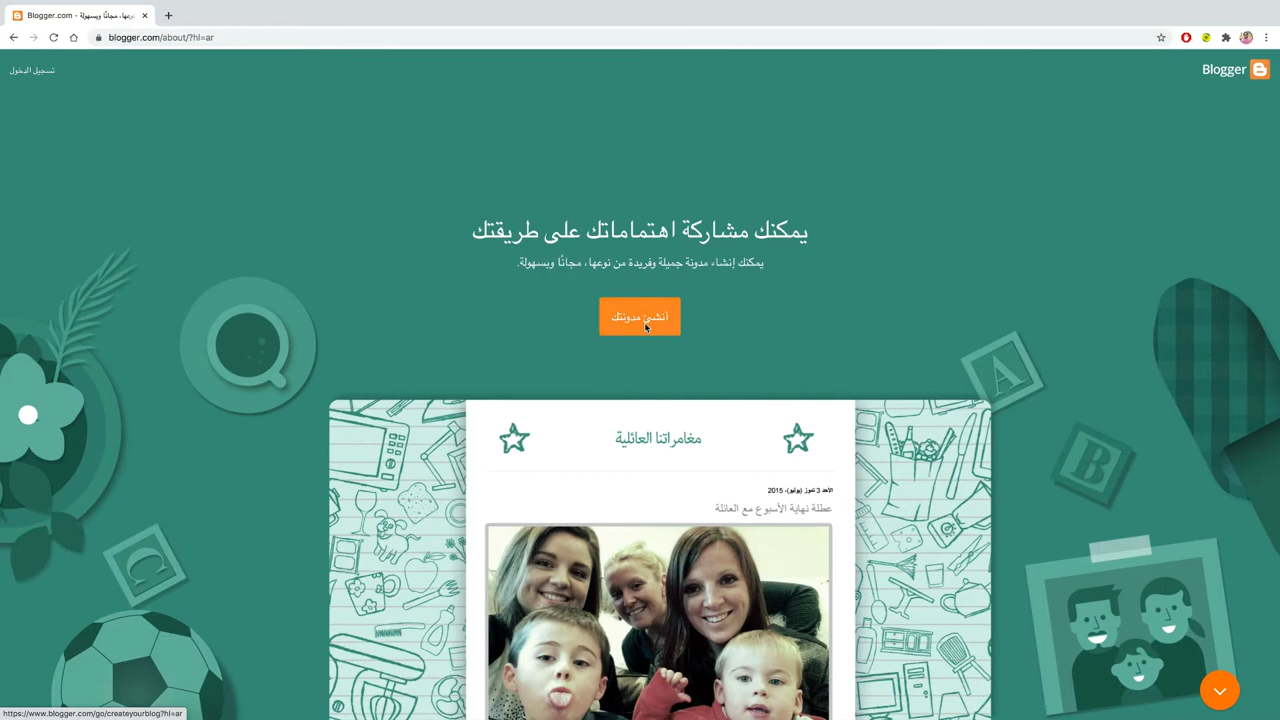 Blogger.com - نوعها، مجانًا وبسهولة.
blogger.com/about/?hl=ar
Blogger
تسجيل الدخول
يمكنك مشاركة اهتماماتك على طريقتك
يمكنك إنشاء مدونة جميلة وفريدة من نوعها، مجانًا وبسهولة.
أنشئ مدونتك
مغامراتنا العائلية
الأحد 3 تموز (يوليو)، 2015
عطلة نهاية الأسبوع مع العائلة
A
B
https://www.blogger.com/go/createyourblog?hl=ar